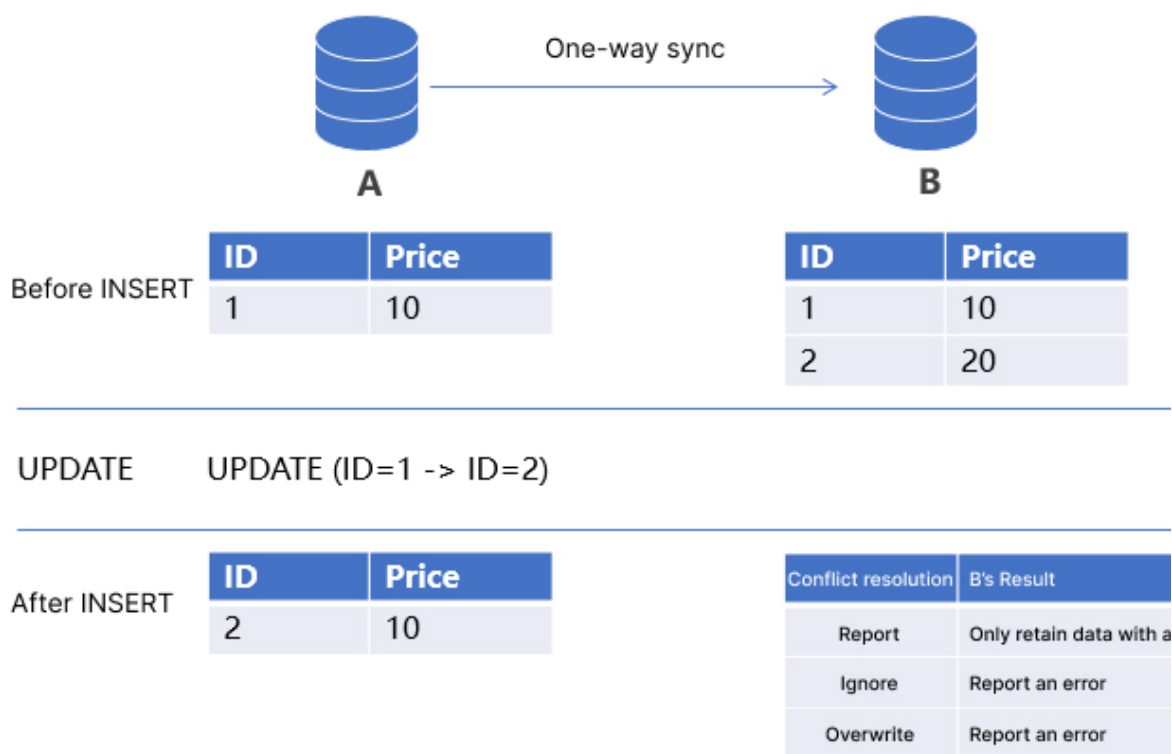 One-way sync
A
B
Before INSERT
ID Price
1 10
ID Price
1 10
2 20
UPDATE UPDATE (ID=1 -> ID=2)
After INSERT
ID Price
2 10
Conflict resolution B's Result
Report Only retain data with a
Ignore Report an error
Overwrite Report an error